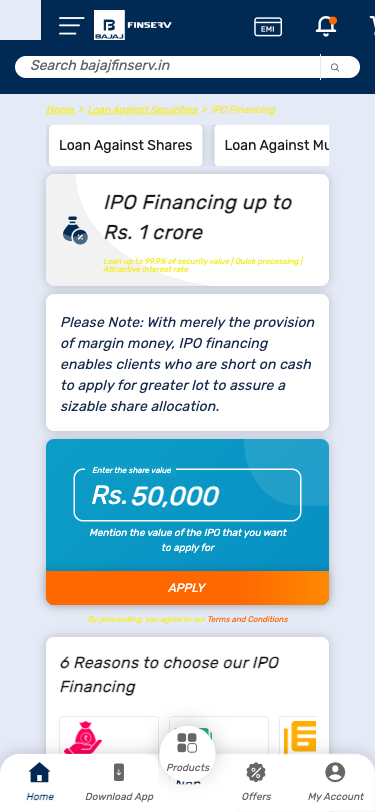 BAJAJ FINSERV
EMI
Search bajajfinserv.in
Home > Loan Against Securities > IPO Financing
Loan Against Shares
Loan Against Mu
IPO Financing up to
Rs. 1 crore
Loan up to 99.9% of security value | Quick processing |
Attractive interest rate
Please Note: With merely the provision
of margin money, IPO financing
enables clients who are short on cash
to apply for greater lot to assure a
sizable share allocation.
Enter the share value
Rs. 50,000
Mention the value of the IPO that you want
to apply for
APPLY
By proceeding, you agree to our Terms and Conditions
6 Reasons to choose our IPO
Financing
Home
Download App
Products
Offers
My Account